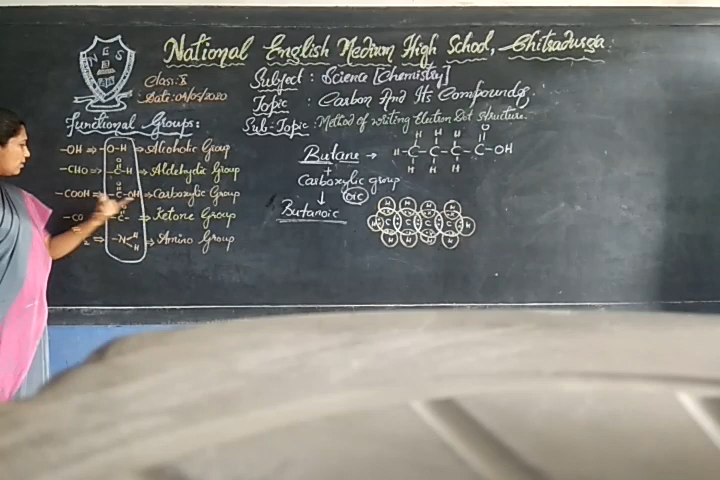 National English Medium High School, Chitradurga.
N E S
Class: X
Date: 04/05/2020
Subject : Science [Chemistry]
Topic : Carbon And Its Compounds.
Sub-Topic : Method of writing Electron Dot Structure.
Functional Groups:
-OH ⇒ O-H ⇒ Alcoholic Group
-CHO ⇒ -C-H ⇒ Aldehydic Group
-COOH ⇒ -C-OH ⇒ Carboxylic Group
-CO -C- ⇒ Ketone Group
⇒ -N H H ⇒ Amino Group
Butane →
+
Carboxylic group
↓ oic
Butanoic
H H H O
H-C-C-C-C-OH
H H H
H H H
H C C C C H
H H H H